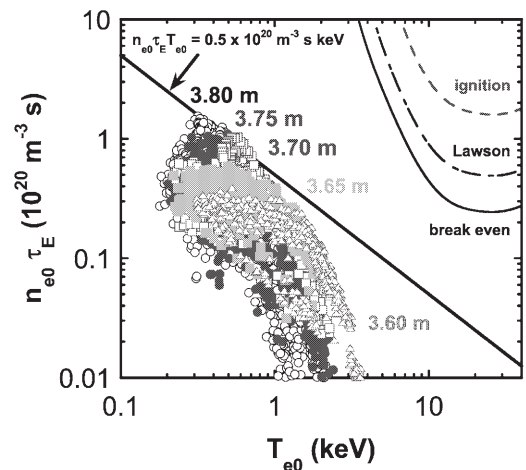 10
n_e0 τ_E T_e0 = 0.5 x 10^20 m^-3 s keV
3.80 m
3.75 m
3.70 m
3.65 m
3.60 m
ignition
Lawson
break even
1
0.1
0.01
n_e0 τ_E (10^20 m^-3 s)
0.1
1
10
T_e0 (keV)